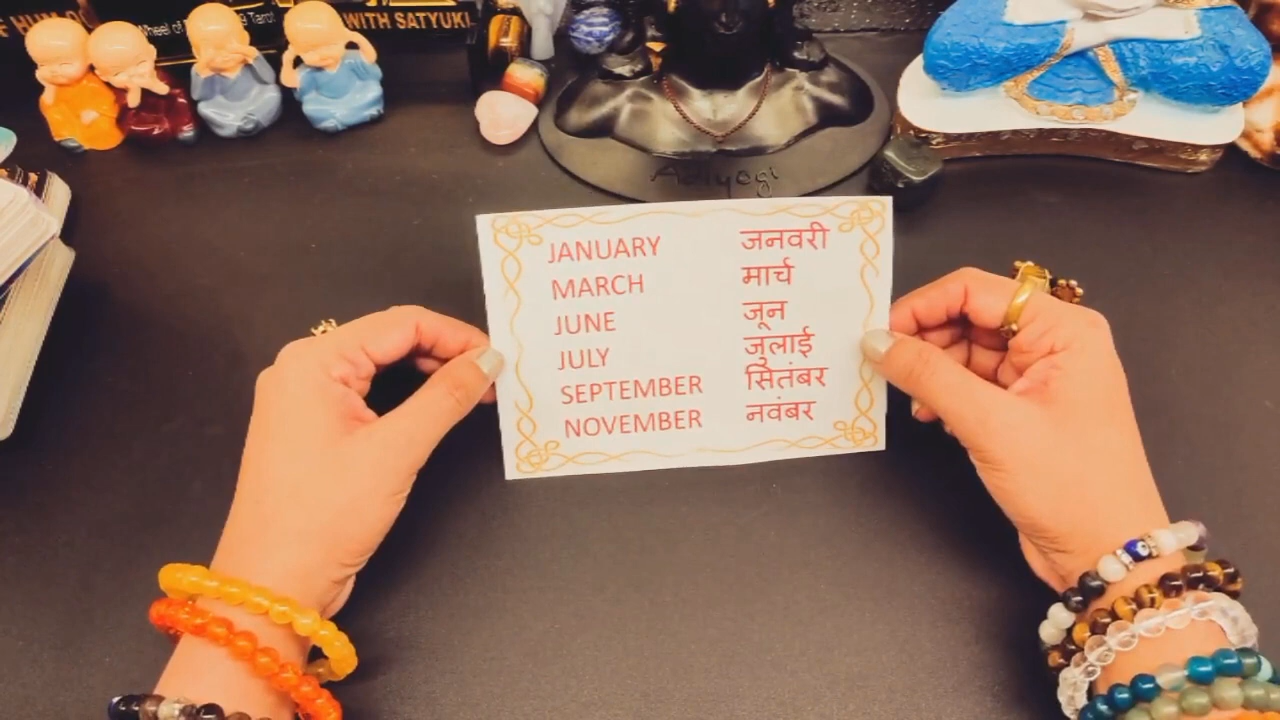 WITH SATYUKI
Adiyogi
JANUARY जनवरी
MARCH मार्च
JUNE जून
JULY जुलाई
SEPTEMBER सितंबर
NOVEMBER नवंबर